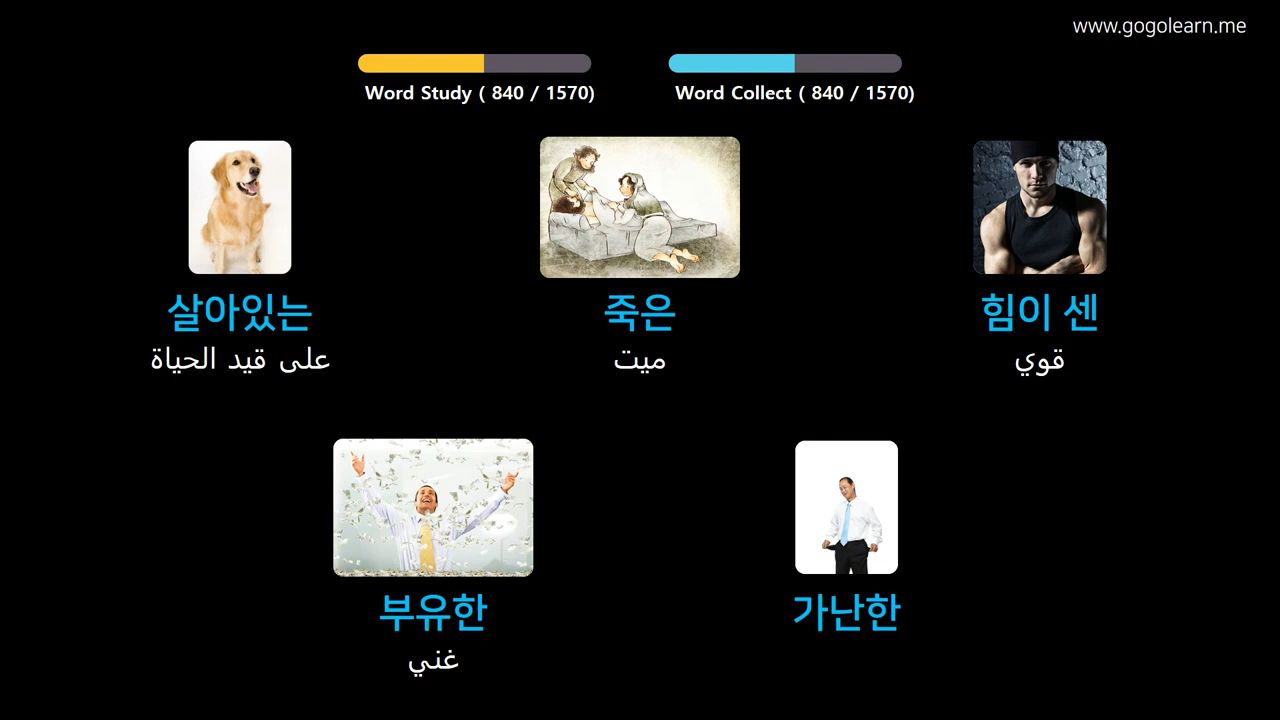 www.gogolearn.me
Word Study ( 840 / 1570)
Word Collect ( 840 / 1570)
살아있는
على قيد الحياة
죽은
ميت
힘이 센
قوي
부유한
غني
가난한